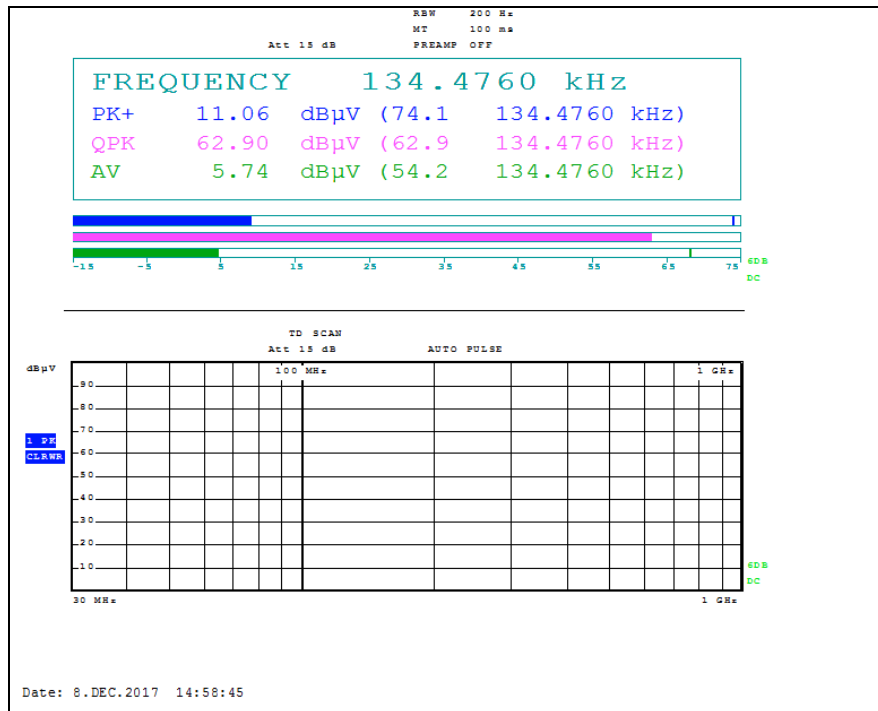 RBW 200 Hz
MT 100 ms
Att 15 dB PREAMP OFF
FREQUENCY 134.4760 kHz
PK+ 11.06 dBµV (74.1 134.4760 kHz)
QPK 62.90 dBµV (62.9 134.4760 kHz)
AV 5.74 dBµV (54.2 134.4760 kHz)
-15 -5 5 15 25 35 45 55 65 75
6DB
DC
TD SCAN
Att 15 dB AUTO PULSE
dBµV
100 MHz 1 GHz
90
80
70
1 PK
60
CLRWR
50
40
30
20
10
6DB
DC
30 MHz 1 GHz
Date: 8.DEC.2017 14:58:45